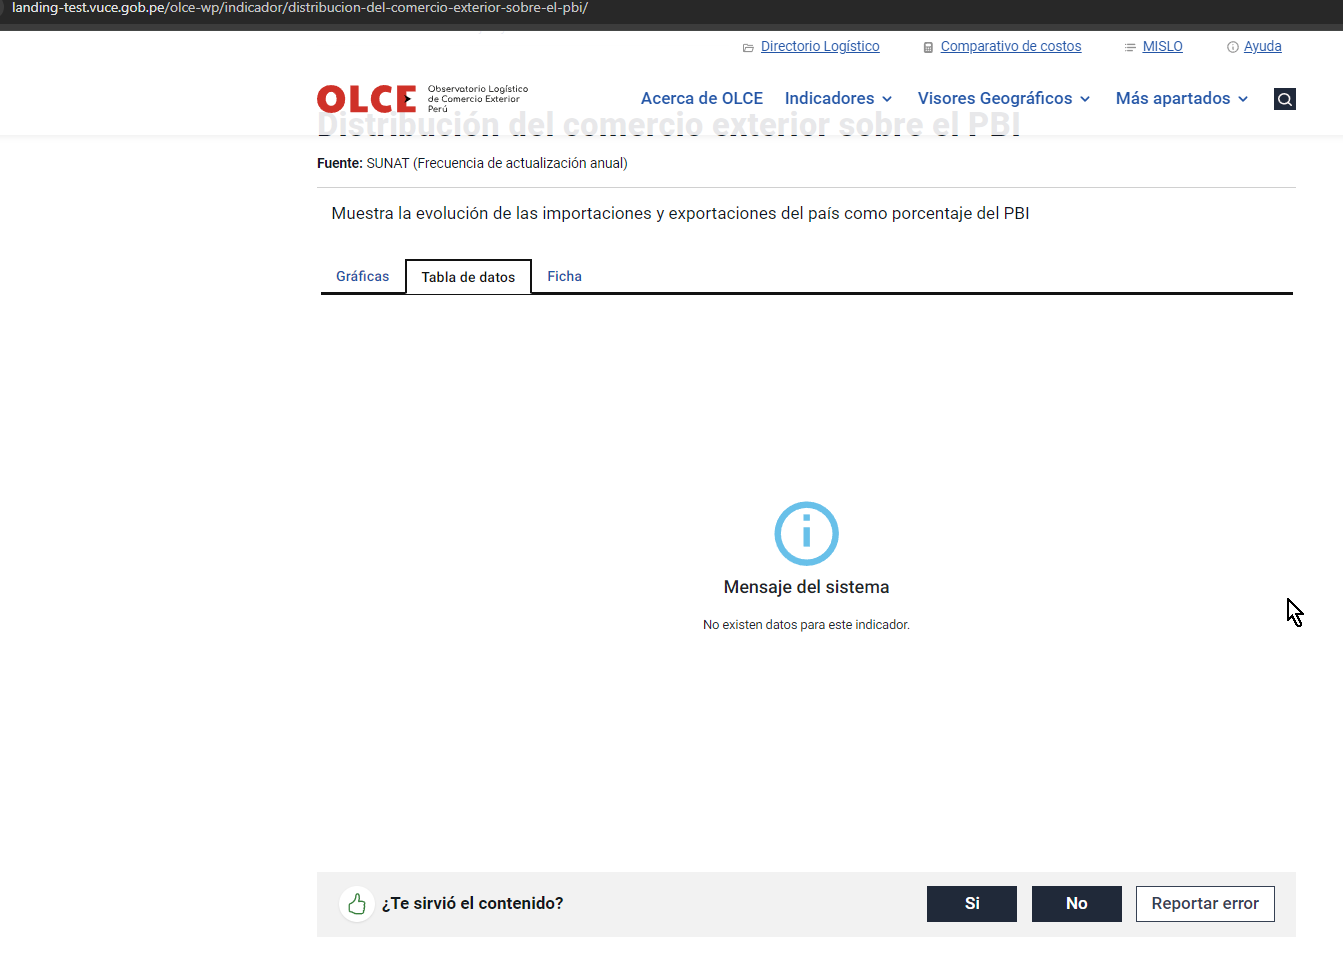 landing-test.vuce.gob.pe/olce-wp/indicador/distribucion-del-comercio-exterior-sobre-el-pbi/
Directorio Logístico
Comparativo de costos
MISLO
Ayuda
OLCE
Observatorio Logístico
de Comercio Exterior
Perú
Acerca de OLCE
Indicadores
Visores Geográficos
Más apartados
Distribución del comercio exterior sobre el PBI
Fuente: SUNAT (Frecuencia de actualización anual)
Muestra la evolución de las importaciones y exportaciones del país como porcentaje del PBI
Gráficas
Tabla de datos
Ficha
Mensaje del sistema
No existen datos para este indicador.
¿Te sirvió el contenido?
Si
No
Reportar error